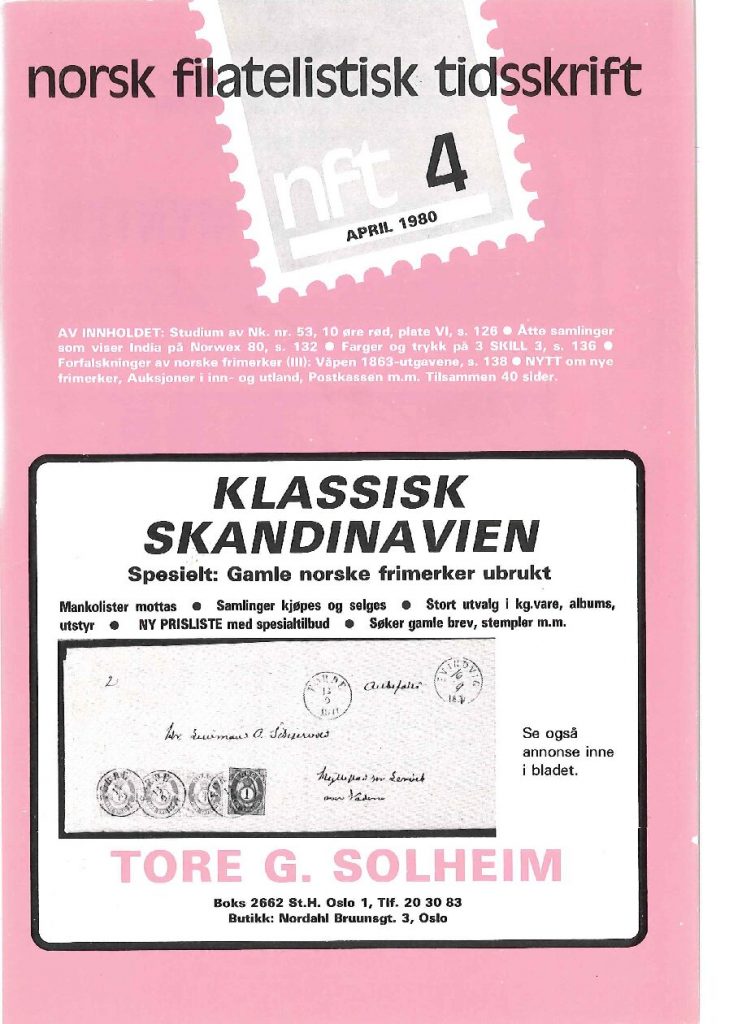 norsk filatelistisk tidsskrift
nft 4
APRIL 1980
AV INNHOLDET: Studium av Nk. nr. 53, 10 øre rød, plate VI, s. 126 ● Åtte samlinger
som viser India på Norwex 80, s. 132 ● Farger og trykk på 3 SKILL 3, s. 136 ●
Forfalskninger av norske frimerker (III): Våpen 1863-utgavene, s. 138 ● NYTT om nye
frimerker, Auksjoner i inn- og utland, Postkassen m.m. Tilsammen 40 sider.
KLASSISK
SKANDINAVIEN
Spesielt: Gamle norske frimerker ubrukt
Mankolister mottas ● Samlinger kjøpes og selges ● Stort utvalg i kg.vare, albums,
utstyr ● NY PRISLISTE med spesialtilbud ● Søker gamle brev, stempler m.m.
2
1
Se også
annonse inne
i bladet.
TORE G. SOLHEIM
Boks 2662 St.H. Oslo 1, Tlf. 20 30 83
Butikk: Nordahl Bruunsgt. 3, Oslo